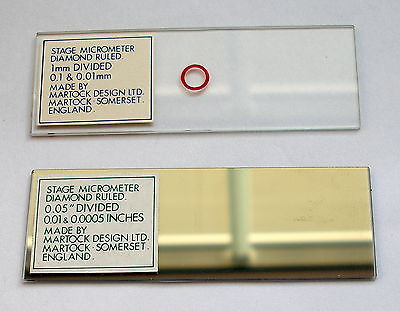 STAGE MICROMETER
DIAMOND RULED.
1mm DIVIDED
0.1 & 0.01mm
MADE BY
MARTOCK DESIGN LTD.
MARTOCK·SOMERSET.
ENGLAND.
STAGE MICROMETER
DIAMOND RULED.
0.05" DIVIDED
0.01 & 0.0005 INCHES
MADE BY
MARTOCK DESIGN LTD.
MARTOCK·SOMERSET.
ENGLAND.